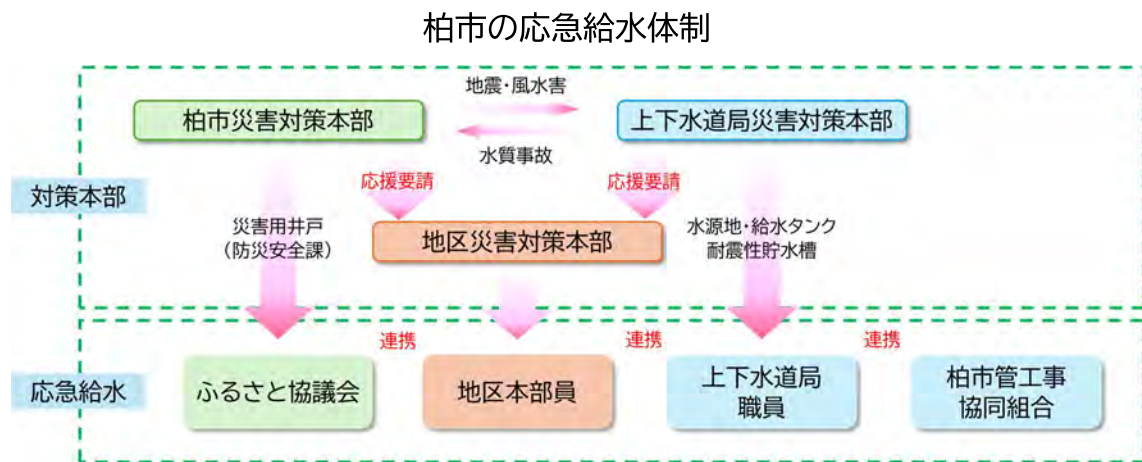 柏市の応急給水体制
地震・風水害
柏市災害対策本部
上下水道局災害対策本部
水質事故
応援要請
応援要請
対策本部
災害用井戸
（防災安全課）
地区災害対策本部
水源地・給水タンク
耐震性貯水槽
連携
連携
連携
応急給水
ふるさと協議会
地区本部員
上下水道局
職員
柏市管工事
協同組合